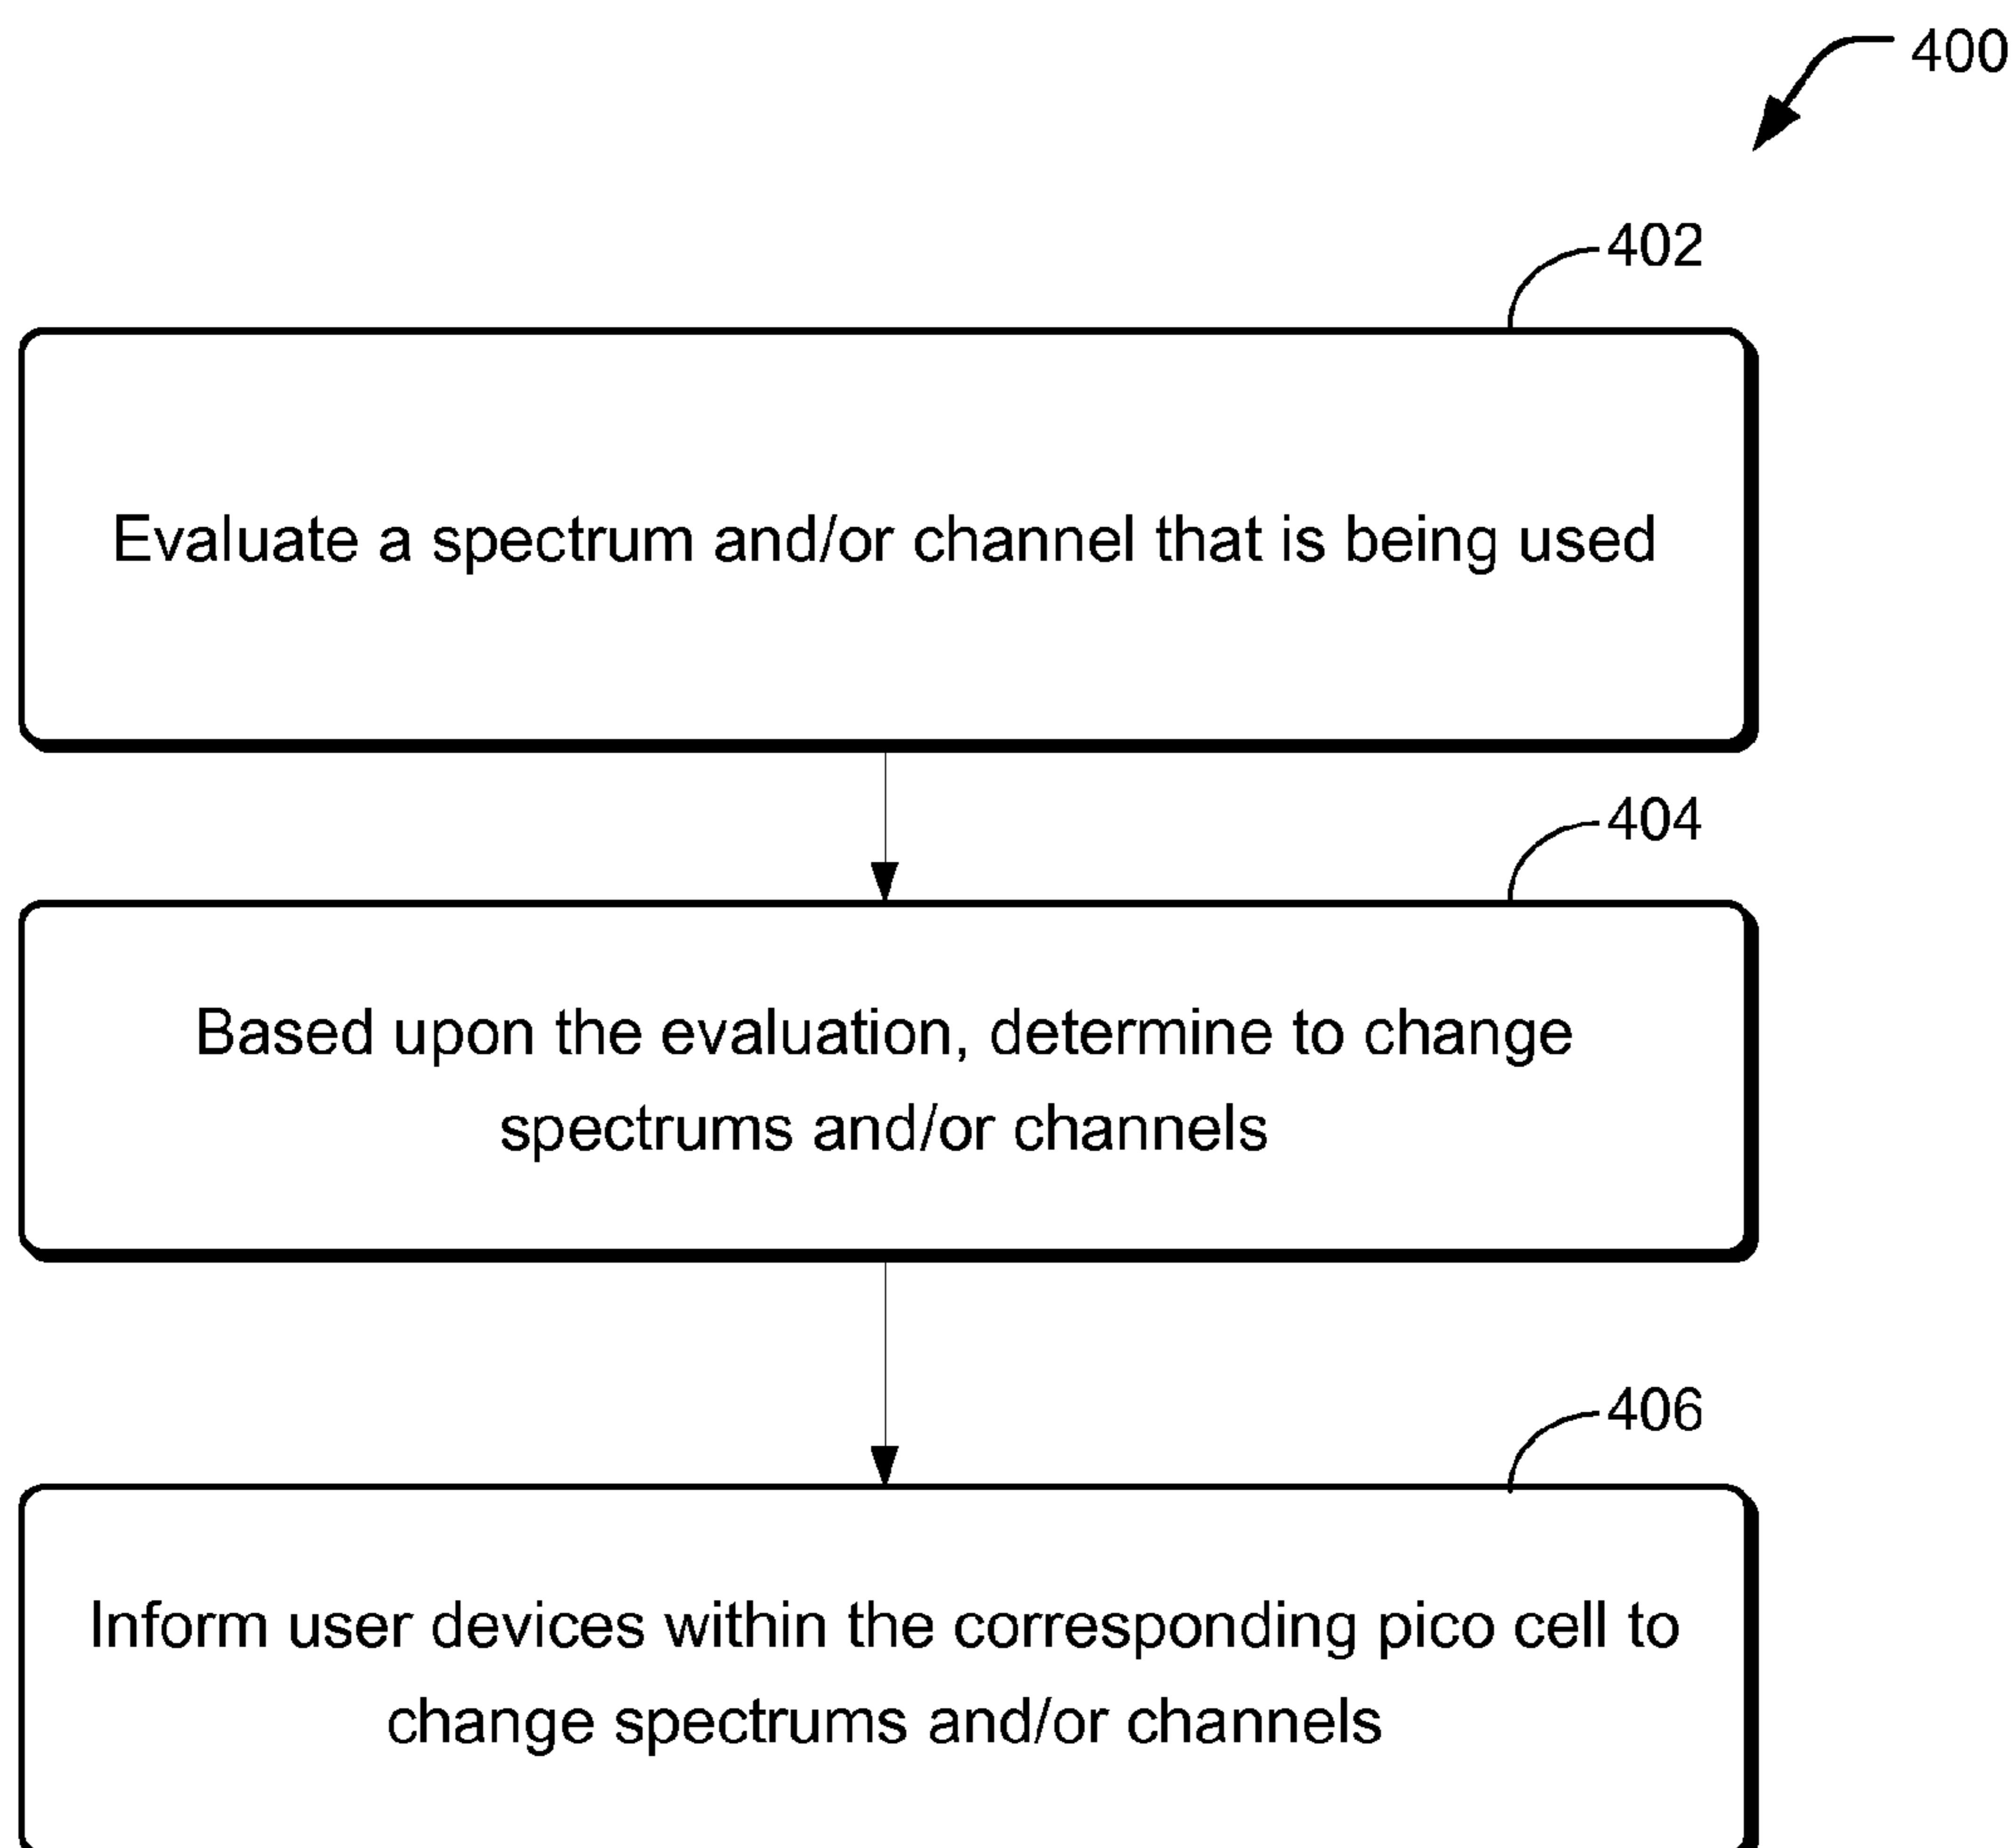 400
402
Evaluate a spectrum and/or channel that is being used
404
Based upon the evaluation, determine to change
spectrums and/or channels
406
Inform user devices within the corresponding pico cell to
change spectrums and/or channels